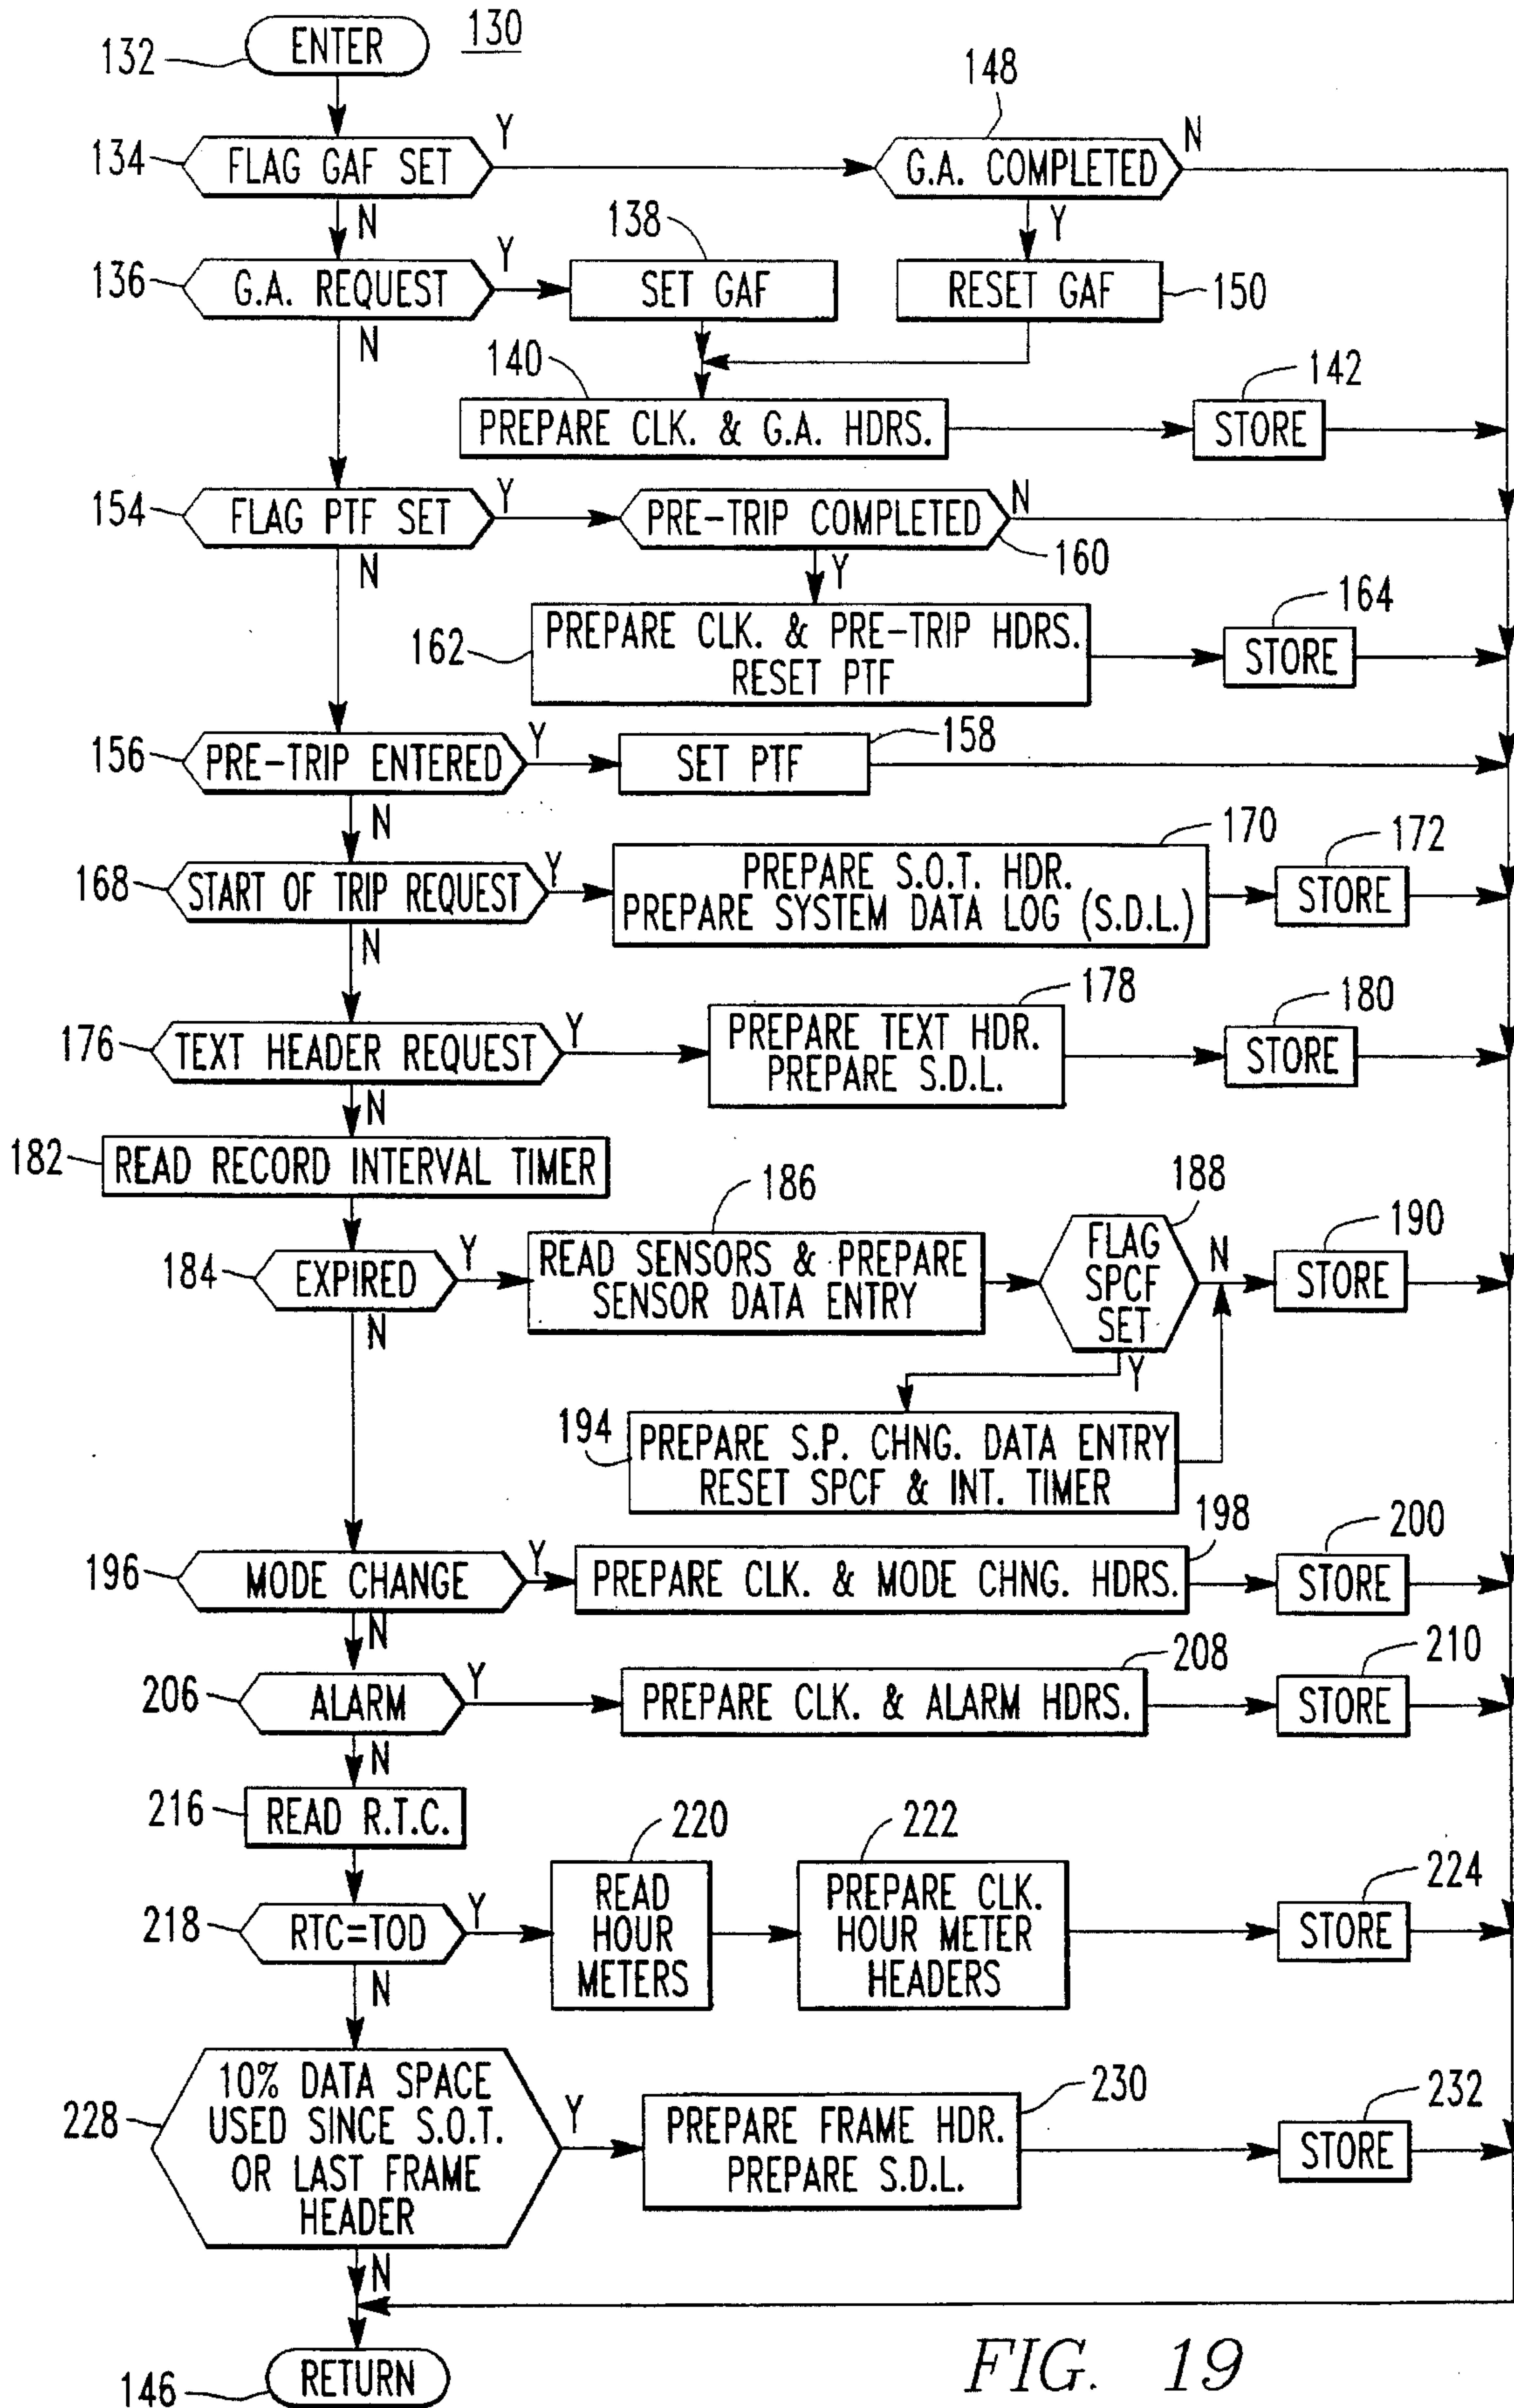 ENTER
130
132
148
134
FLAG GAF SET
Y
G.A. COMPLETED
N
N
138
Y
136
G.A. REQUEST
Y
SET GAF
RESET GAF
150
N
140
142
PREPARE CLK. & G.A. HDRS.
STORE
154
FLAG PTF SET
Y
PRE-TRIP COMPLETED
N
160
N
Y
164
162
PREPARE CLK. & PRE-TRIP HDRS.
RESET PTF
STORE
156
PRE-TRIP ENTERED
Y
SET PTF
158
N
170
172
168
START OF TRIP REQUEST
Y
PREPARE S.O.T. HDR.
PREPARE SYSTEM DATA LOG (S.D.L.)
STORE
N
178
180
176
TEXT HEADER REQUEST
Y
PREPARE TEXT HDR.
PREPARE S.D.L.
STORE
N
182
READ RECORD INTERVAL TIMER
186
188
190
184
EXPIRED
Y
READ SENSORS & PREPARE
SENSOR DATA ENTRY
FLAG
SPCF
SET
N
STORE
N
Y
194
PREPARE S.P. CHNG. DATA ENTRY
RESET SPCF & INT. TIMER
198
200
196
MODE CHANGE
Y
PREPARE CLK. & MODE CHNG. HDRS.
STORE
N
208
210
206
ALARM
Y
PREPARE CLK. & ALARM HDRS.
STORE
N
216
READ R.T.C.
220
222
224
218
RTC=TOD
Y
READ
HOUR
METERS
PREPARE CLK.
HOUR METER
HEADERS
STORE
N
228
10% DATA SPACE
USED SINCE S.O.T.
OR LAST FRAME
HEADER
Y
230
PREPARE FRAME HDR.
PREPARE S.D.L.
232
STORE
N
146
RETURN
FIG. 19